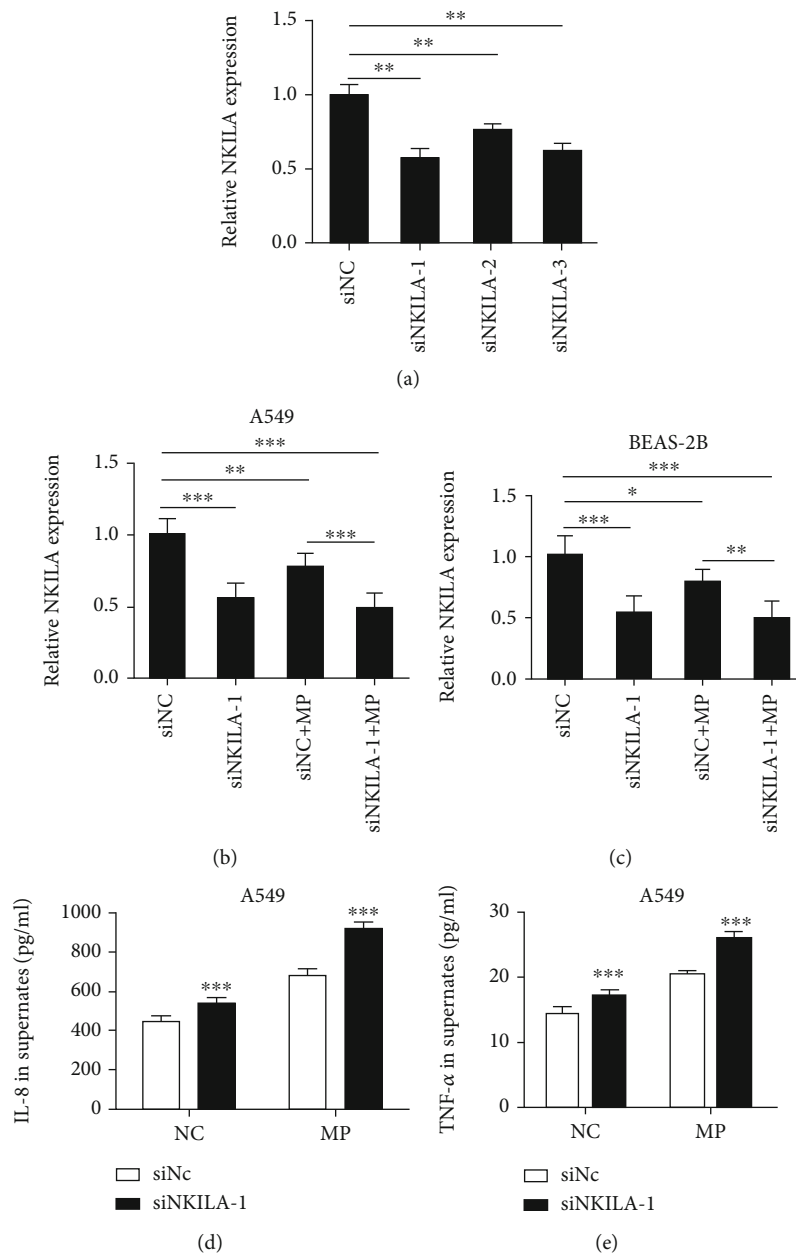 1.5
1.0
0.5
0.0
Relative NKILA expression
**
**
**
siNC
siNKILA-1
siNKILA-2
siNKILA-3
(a)
A549
1.5
1.0
0.5
0.0
Relative NKILA expression
***
**
***
***
siNC
siNKILA-1
siNC+MP
siNKILA-1+MP
(b)
BEAS-2B
1.5
1.0
0.5
0.0
Relative NKILA expression
***
*
***
**
siNC
siNKILA-1
siNC+MP
siNKILA-1+MP
(c)
A549
1000
800
600
400
200
0
IL-8 in supernates (pg/ml)
***
***
NC
MP
siNc
siNKILA-1
(d)
A549
30
20
10
0
TNF-α in supernates (pg/ml)
***
***
NC
MP
siNc
siNKILA-1
(e)